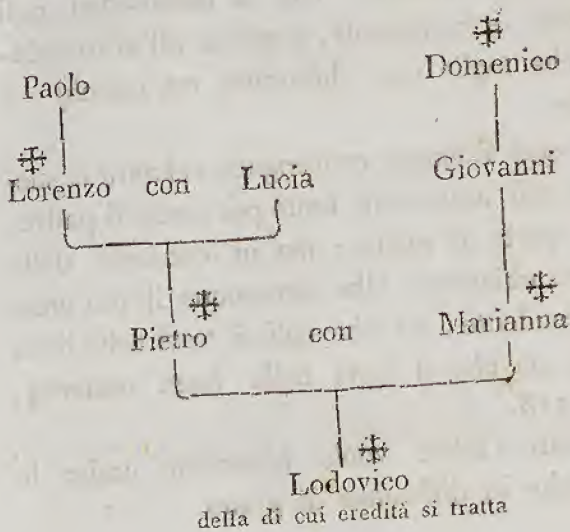 Domenico
Paolo
Lorenzo con Lucia
Giovanni
Pietro con Marianna
Lodovico
della di cui eredità si tratta